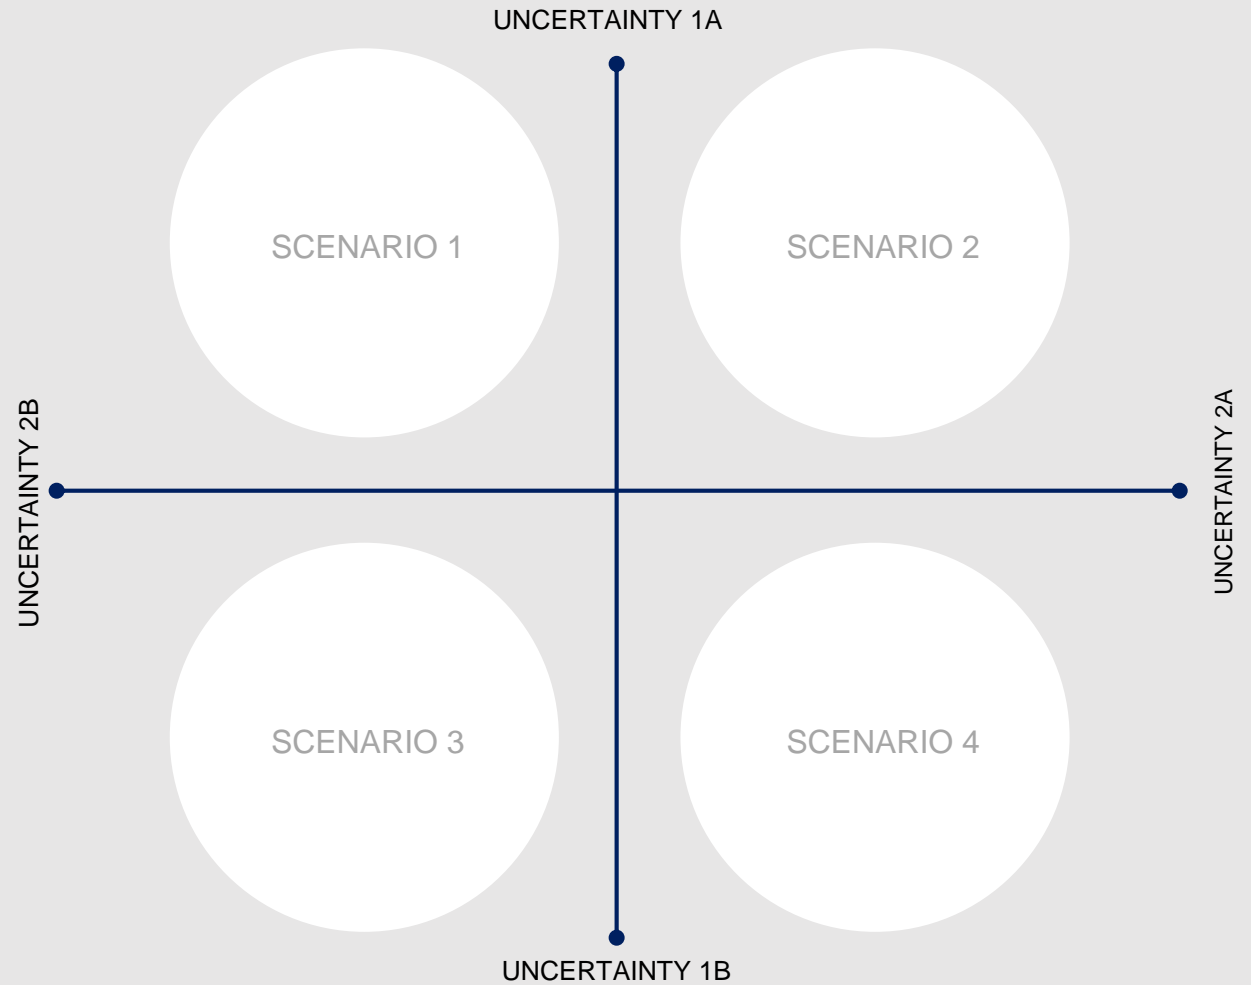 UNCERTAINTY 1A
SCENARIO 1
SCENARIO 2
UNCERTAINTY 2B
UNCERTAINTY 2A
SCENARIO 3
SCENARIO 4
UNCERTAINTY 1B